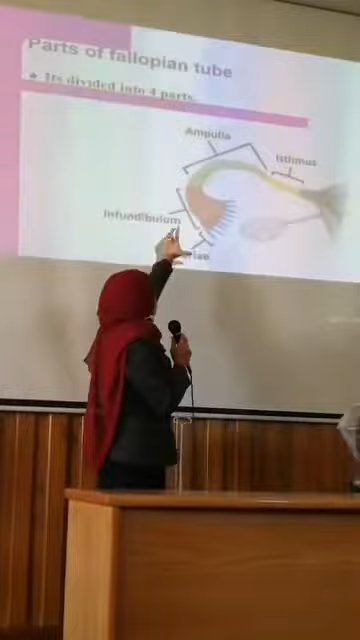 Parts of fallopian tube
Its divided into 4 parts.
Ampulla
Isthmus
Infundibulum